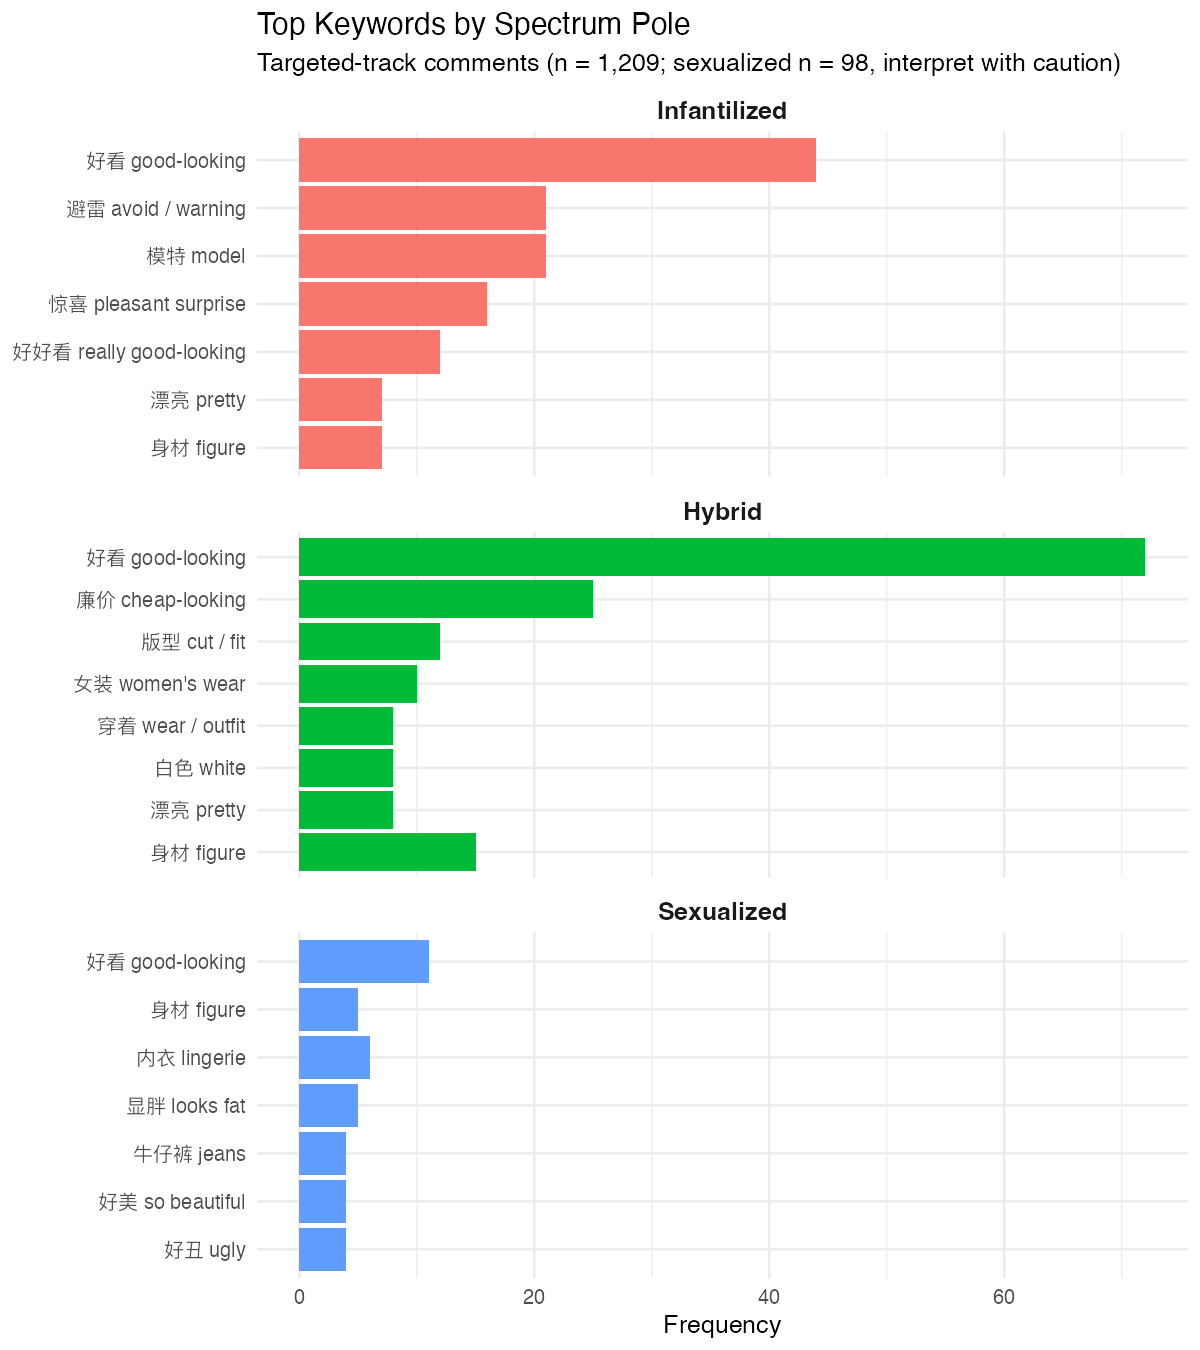 Top Keywords by Spectrum Pole
Targeted-track comments (n = 1,209; sexualized n = 98, interpret with caution)
Infantilized
好看 good-looking
避雷 avoid / warning
模特 model
惊喜 pleasant surprise
好好看 really good-looking
漂亮 pretty
身材 figure
Hybrid
好看 good-looking
廉价 cheap-looking
版型 cut / fit
女装 women's wear
穿着 wear / outfit
白色 white
漂亮 pretty
身材 figure
Sexualized
好看 good-looking
身材 figure
内衣 lingerie
显胖 looks fat
牛仔裤 jeans
好美 so beautiful
好丑 ugly
0 20 40 60
Frequency